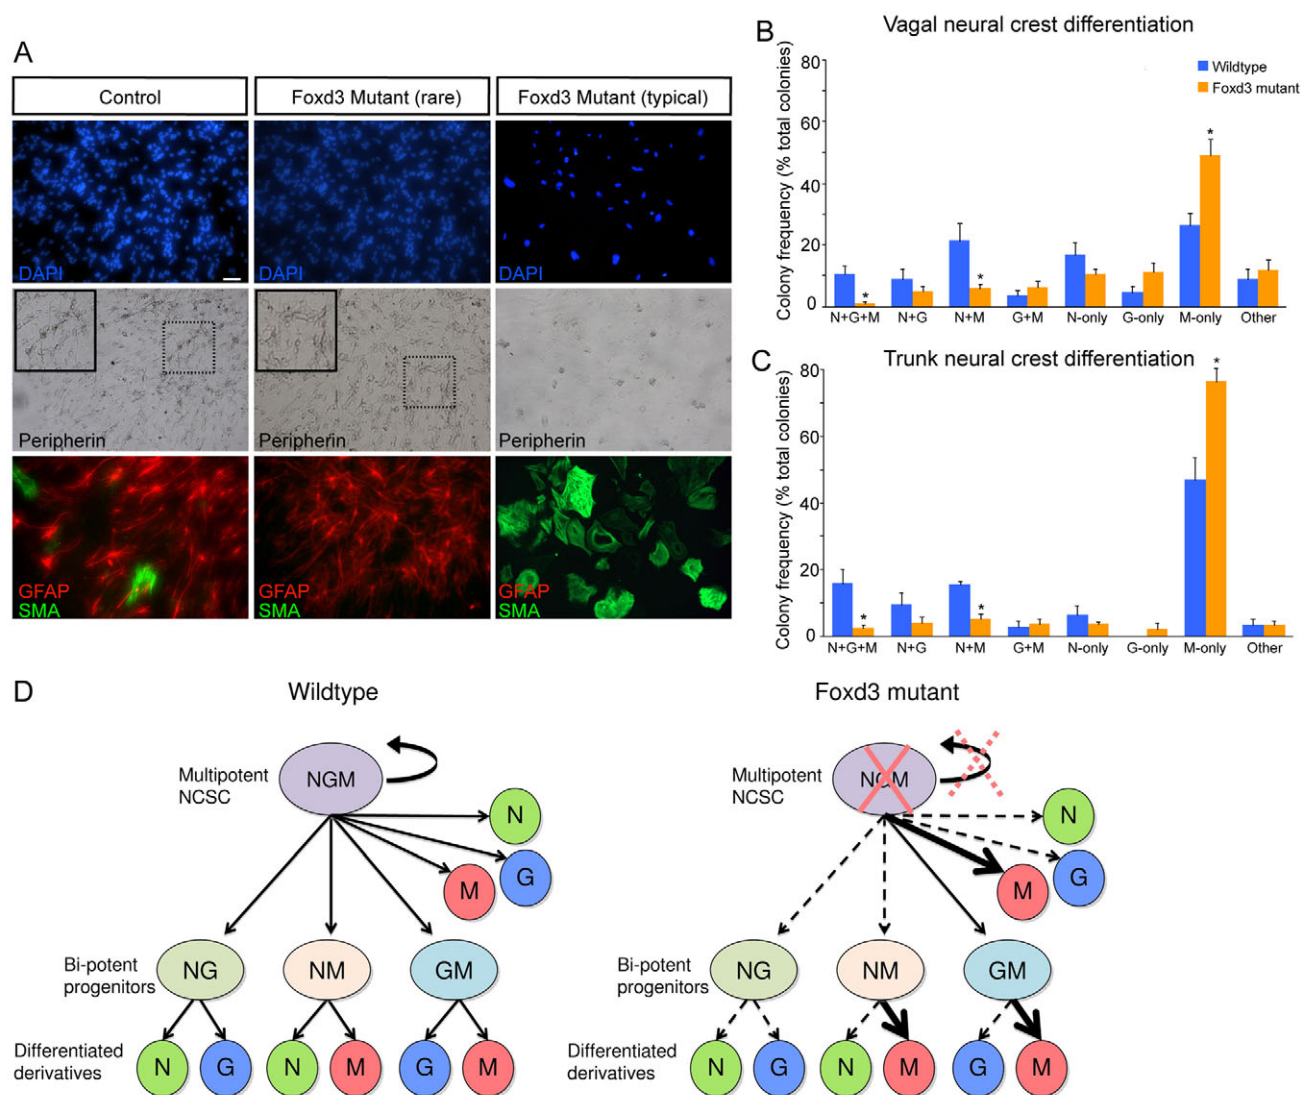 A
Control
Foxd3 Mutant (rare)
Foxd3 Mutant (typical)
DAPI
DAPI
DAPI
Peripherin
Peripherin
Peripherin
GFAP
SMA
GFAP
SMA
GFAP
SMA
B
Vagal neural crest differentiation
Colony frequency (% total colonies)
80
60
40
20
0
Wildtype
Foxd3 mutant
*
*
*
N+G+M
N+G
N+M
G+M
N-only
G-only
M-only
Other
C
Trunk neural crest differentiation
Colony frequency (% total colonies)
80
60
40
20
0
*
*
*
N+G+M
N+G
N+M
G+M
N-only
G-only
M-only
Other
D
Wildtype
Multipotent
NCSC
NGM
N
G
M
Bi-potent
progenitors
NG
NM
GM
Differentiated
derivatives
N
G
N
M
G
M
Foxd3 mutant
Multipotent
NCSC
NGM
N
G
M
Bi-potent
progenitors
NG
NM
GM
Differentiated
derivatives
N
G
N
M
G
M